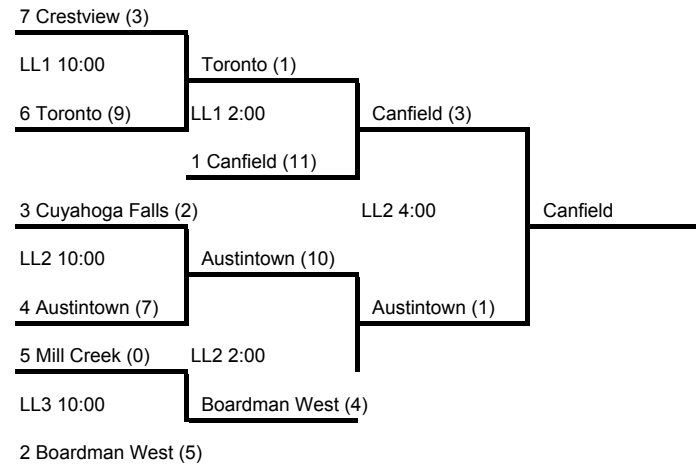 7 Crestview (3)
LL1 10:00
Toronto (1)
6 Toronto (9)
LL1 2:00
Canfield (3)
1 Canfield (11)
3 Cuyahoga Falls (2)
LL2 4:00
Canfield
LL2 10:00
Austintown (10)
4 Austintown (7)
Austintown (1)
5 Mill Creek (0)
LL2 2:00
LL3 10:00
Boardman West (4)
2 Boardman West (5)